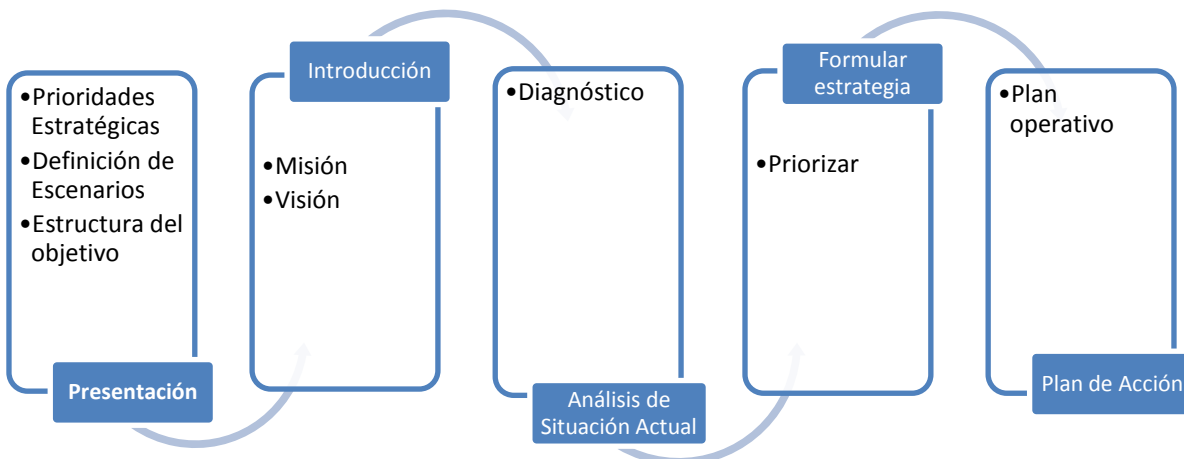 •Prioridades
Estratégicas
•Definición de
Escenarios
•Estructura del
objetivo
Presentación
Introducción
•Misión
•Visión
•Diagnóstico
Análisis de
Situación Actual
Formular
estrategia
•Priorizar
•Plan
operativo
Plan de Acción